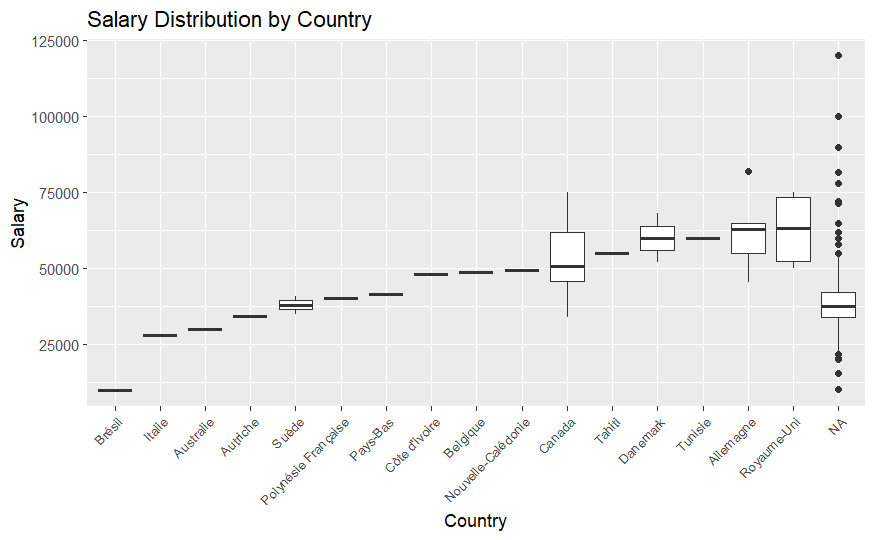 Salary Distribution by Country
125000
100000
75000
50000
25000
Salary
Brésil
Italie
Australie
Autriche
Suède
Polynésie Française
Pays-Bas
Côte d'Ivoire
Belgique
Nouvelle-Calédonie
Canada
Tahiti
Danemark
Tunisie
Allemagne
Royaume-Uni
NA
Country